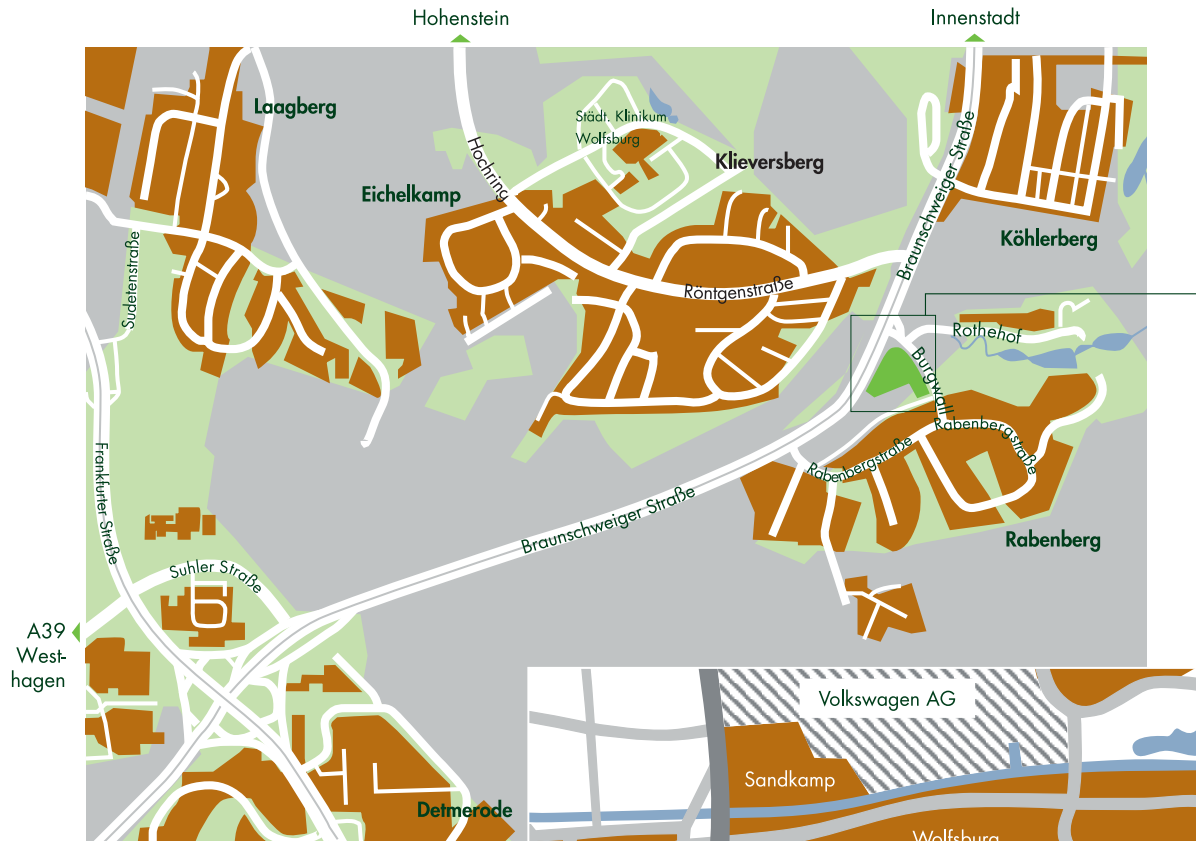 Hohenstein
Innenstadt
Laagberg
Städt. Klinikum
Wolfsburg
Klieversberg
Hochring
Eichelkamp
Braunschweiger Straße
Köhlerberg
Sudetenstraße
Röntgenstraße
Rothehof
Burgwall
Rabenbergstraße
Rabenbergstraße
Frankfurter Straße
Braunschweiger Straße
Rabenberg
Suhler Straße
A39
West-
hagen
Volkswagen AG
Sandkamp
Detmerode
Wolfsburg